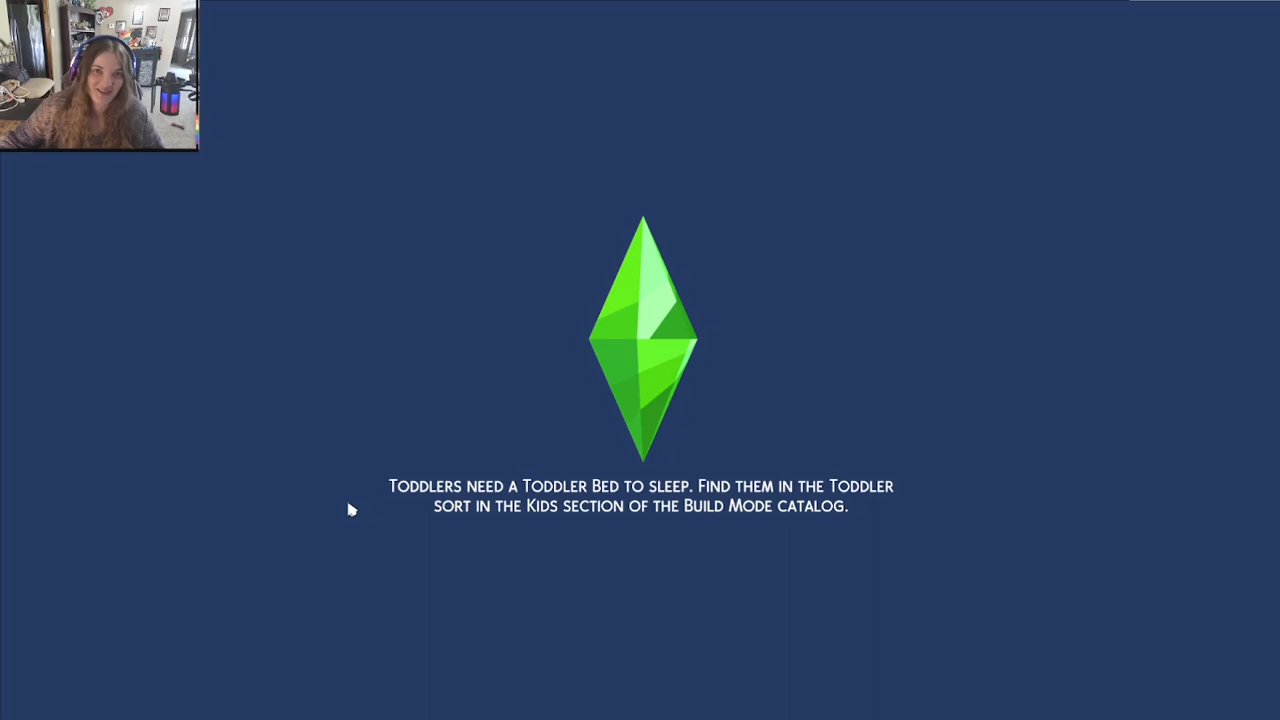 Toddlers need a Toddler Bed to sleep. Find them in the Toddler
sort in the Kids section of the Build Mode catalog.